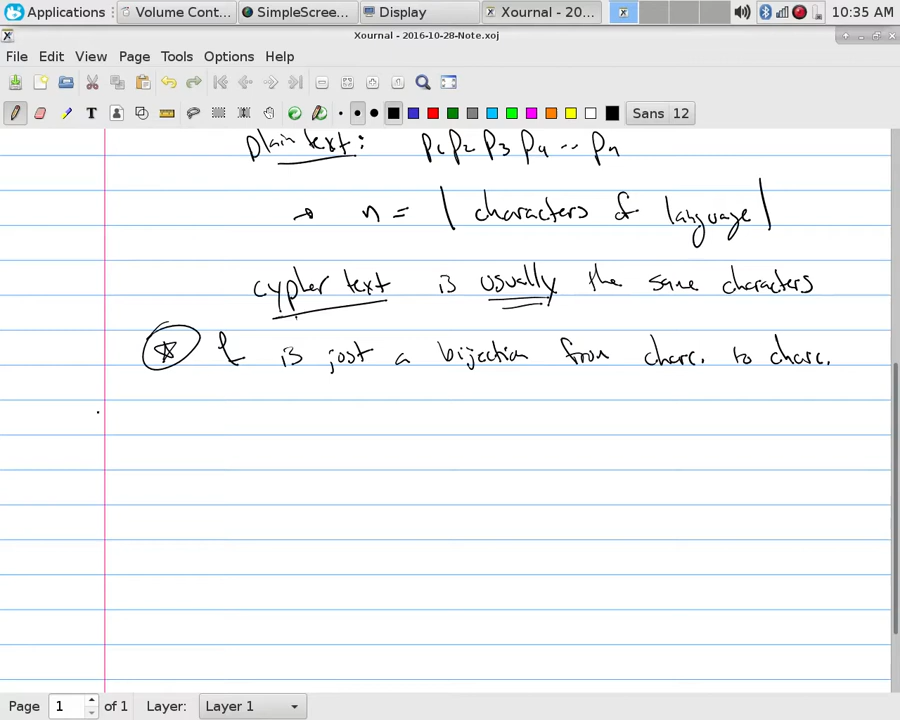 Applications
Volume Cont...
SimpleScree...
Display
Xournal - 20...
10:35 AM
Xournal - 2016-10-28-Note.xoj
File Edit View Page Tools Options Help
T
Sans 12
plain text: p1 p2 p3 p4 ... pn
→ n = | characters of language |
cypher text is usually the same characters
is just a bijection from charc. to charc.
Page 1 of 1 Layer: Layer 1